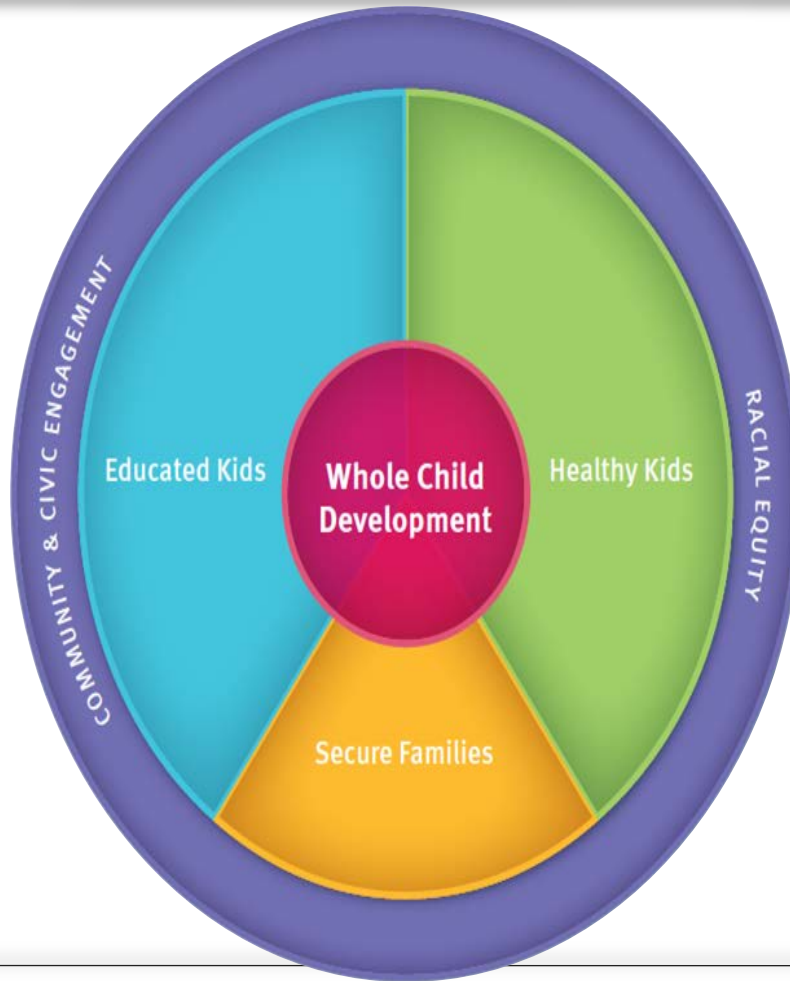 COMMUNITY & CIVIC ENGAGEMENT
Educated Kids
Whole Child
Development
Healthy Kids
RACIAL EQUITY
Secure Families